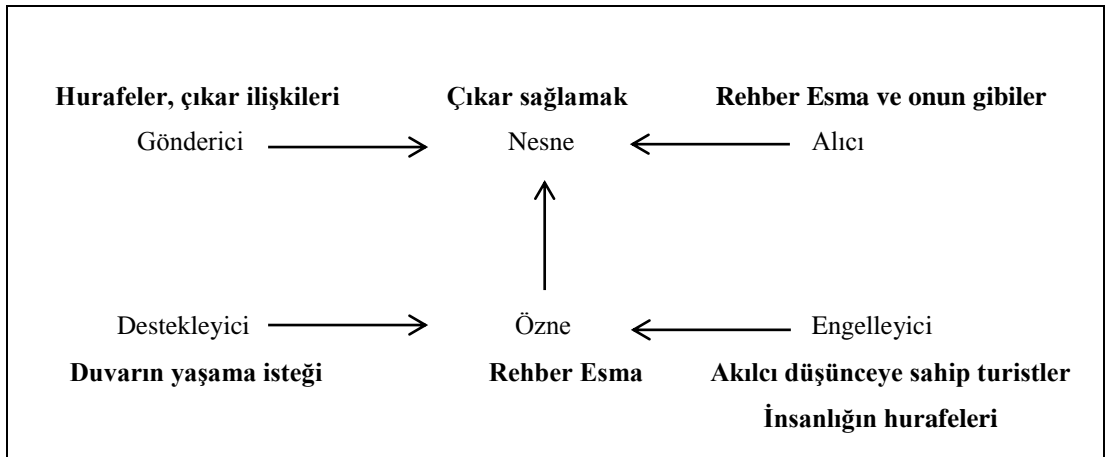 Hurafeler, çıkar ilişkileri Çıkar sağlamak Rehber Esma ve onun gibiler
Gönderici Nesne Alıcı
Destekleyici Özne Engelleyici
Duvarın yaşama isteği Rehber Esma Akılcı düşünceye sahip turistler
İnsanlığın hurafeleri